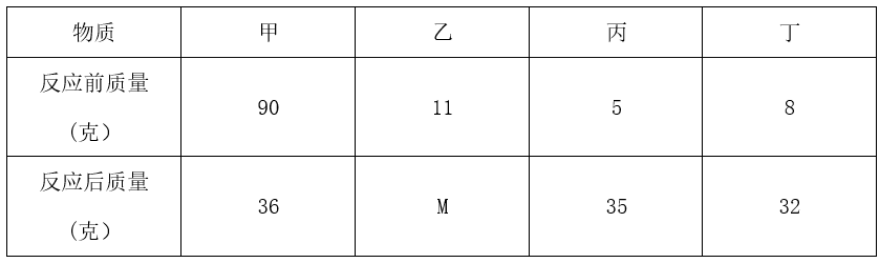 物质 甲 乙 丙 丁
反应前质量
（克） 90 11 5 8
反应后质量
（克） 36 M 35 32